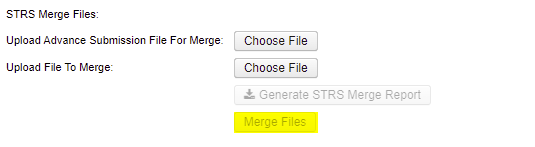 STRS Merge Files:
Upload Advance Submission File For Merge: Choose File
Upload File To Merge: Choose File
Generate STRS Merge Report
Merge Files